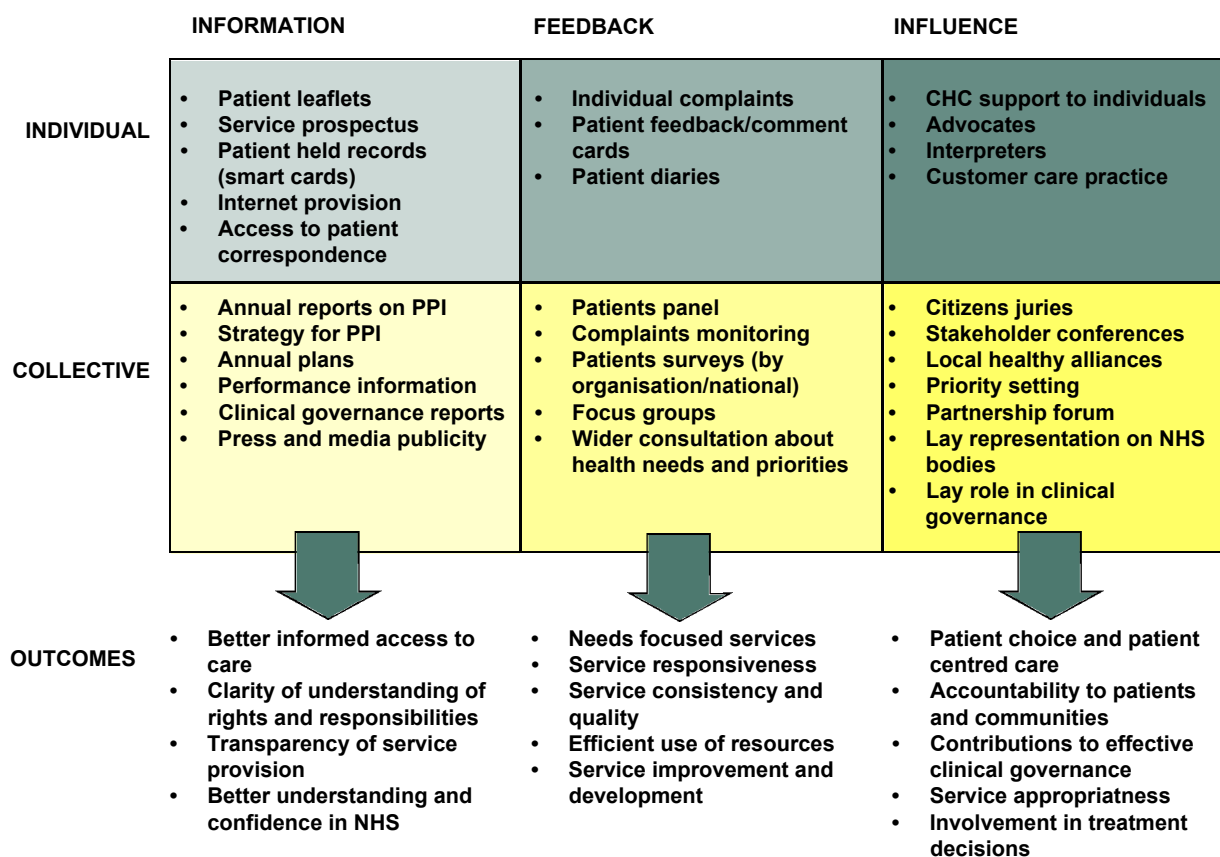 INFORMATION
FEEDBACK
INFLUENCE
INDIVIDUAL
• Patient leaflets
• Service prospectus
• Patient held records
(smart cards)
• Internet provision
• Access to patient
correspondence
• Individual complaints
• Patient feedback/comment
cards
• Patient diaries
• CHC support to individuals
• Advocates
• Interpreters
• Customer care practice
COLLECTIVE
• Annual reports on PPI
• Strategy for PPI
• Annual plans
• Performance information
• Clinical governance reports
• Press and media publicity
• Patients panel
• Complaints monitoring
• Patients surveys (by
organisation/national)
• Focus groups
• Wider consultation about
health needs and priorities
• Citizens juries
• Stakeholder conferences
• Local healthy alliances
• Priority setting
• Partnership forum
• Lay representation on NHS
bodies
• Lay role in clinical
governance
OUTCOMES
• Better informed access to
care
• Clarity of understanding of
rights and responsibilities
• Transparency of service
provision
• Better understanding and
confidence in NHS
• Needs focused services
• Service responsiveness
• Service consistency and
quality
• Efficient use of resources
• Service improvement and
development
• Patient choice and patient
centred care
• Accountability to patients
and communities
• Contributions to effective
clinical governance
• Service appropriatness
• Involvement in treatment
decisions